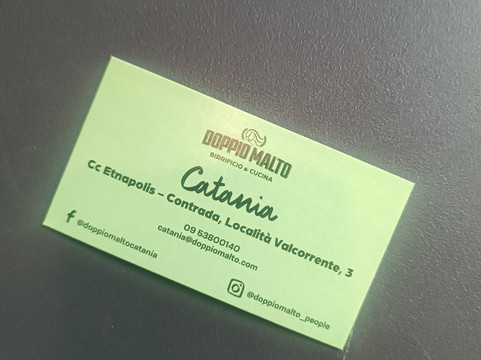 DOPPIO MALTO
BIRRIFICIO & CUCINA
Catania
Cc Etnapolis – Contrada, Località Valcorrente, 3
09 53800140
catania@doppiomalto.com
@doppiomaltocatania
@doppiomalto_people